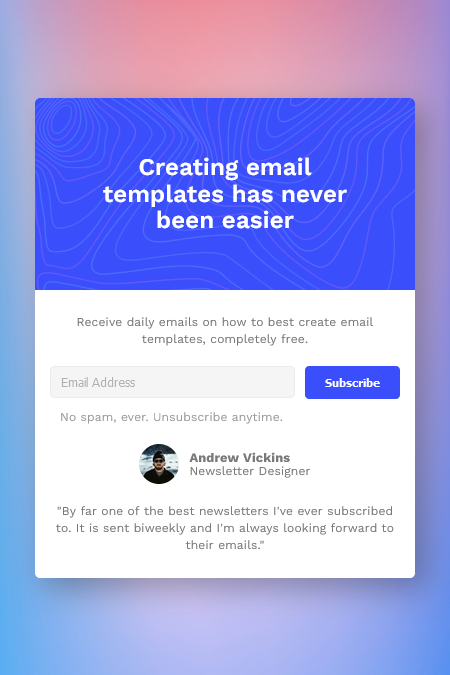 Creating email
templates has never
been easier
Receive daily emails on how to best create email
templates, completely free.
Email Address
Subscribe
No spam, ever. Unsubscribe anytime.
Andrew Vickins
Newsletter Designer
"By far one of the best newsletters I've ever subscribed
to. It is sent biweekly and I'm always looking forward to
their emails."